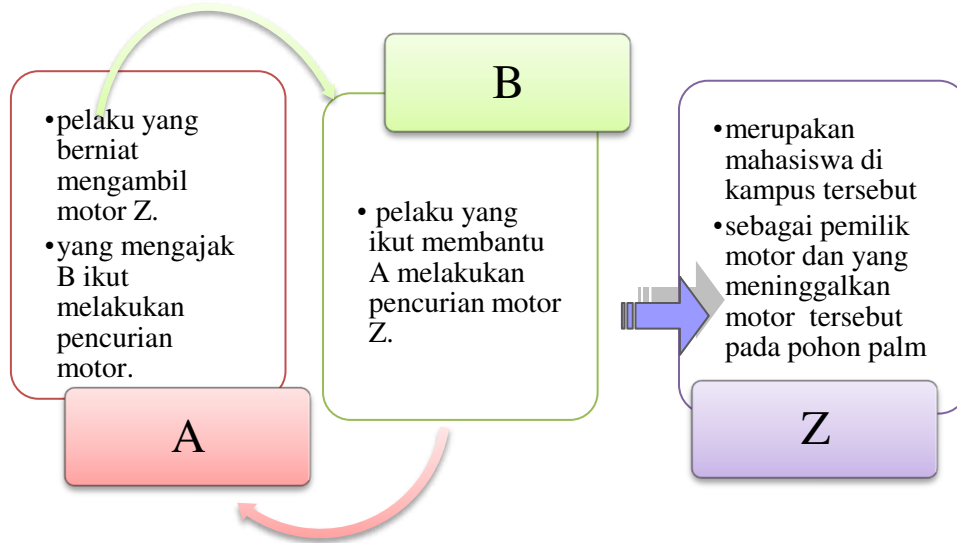 •pelaku yang
berniat
mengambil
motor Z.
•yang mengajak
B ikut
melakukan
pencurian
motor.
A
B
• pelaku yang
ikut membantu
A melakukan
pencurian motor
Z.
•merupakan
mahasiswa di
kampus tersebut
•sebagai pemilik
motor dan yang
meninggalkan
motor tersebut
pada pohon palm
Z